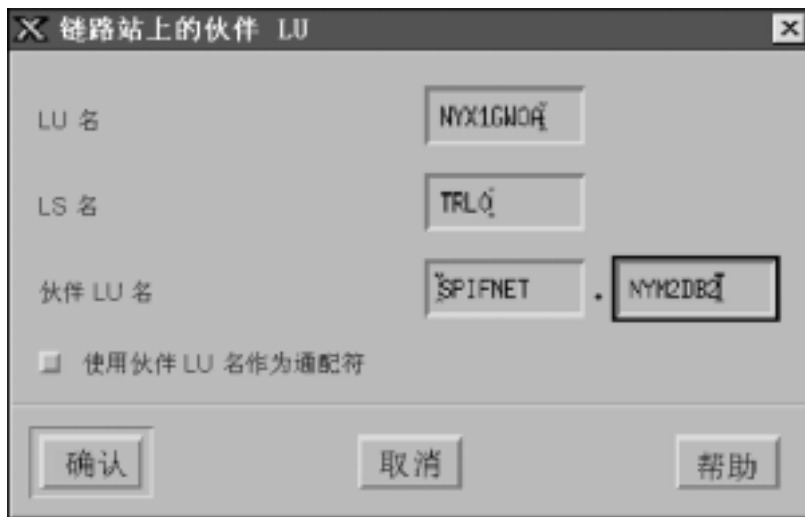 链路站上的伙伴 LU
LU 名 NYX1GW0A
LS 名 TRL0
伙伴 LU 名 SPIFNET . NYM2DB2
使用伙伴 LU 名作为通配符
确认 取消 帮助